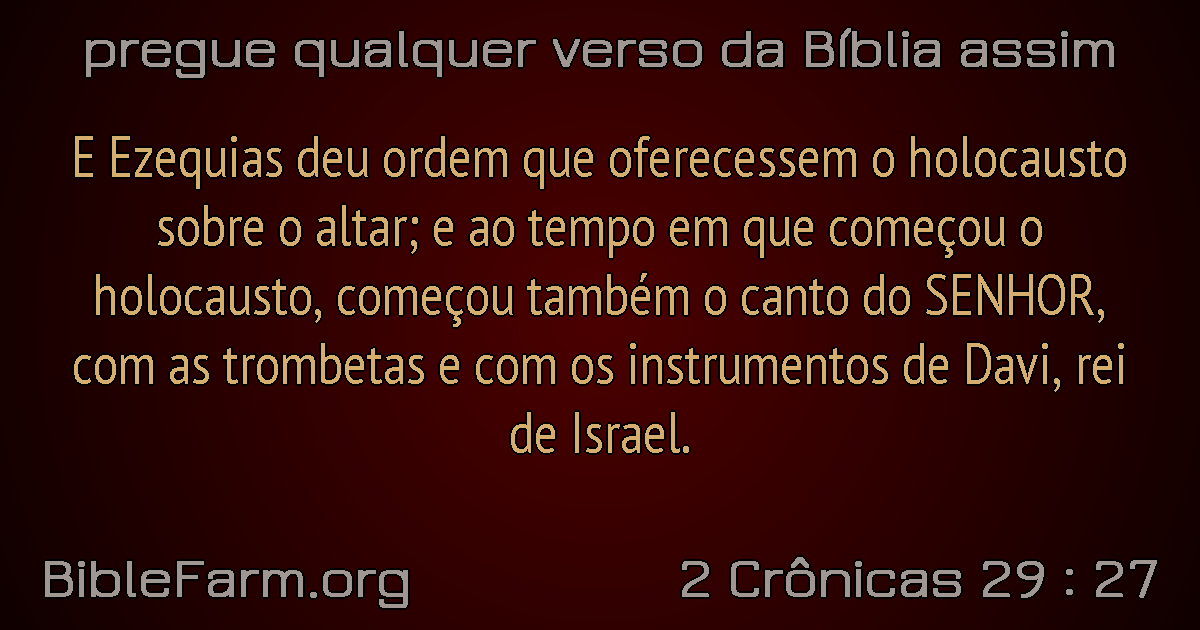 pregue qualquer verso da Bíblia assim
E Ezequias deu ordem que oferecessem o holocausto
sobre o altar; e ao tempo em que começou o
holocausto, começou também o canto do SENHOR,
com as trombetas e com os instrumentos de Davi, rei
de Israel.
BibleFarm.org
2 Crônicas 29 : 27